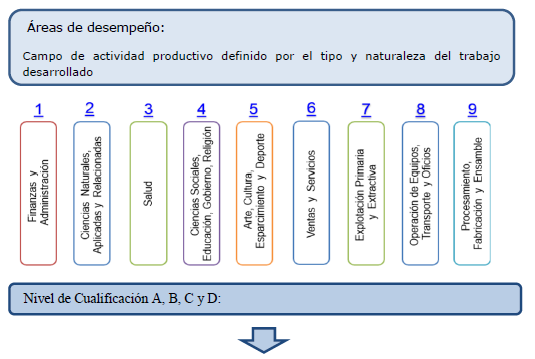 Áreas de desempeño:
Campo de actividad productivo definido por el tipo y naturaleza del trabajo
desarrollado
1
2
3
4
5
6
7
8
9
Finanzas y
Administración
Ciencias Naturales,
Aplicadas y Relacionadas
Salud
Ciencias Sociales,
Educación, Gobierno, Religión
Arte, Cultura,
Esparcimiento y Deporte
Ventas y Servicios
Explotación Primaria
y Extractiva
Operación de Equipos,
Transporte y Oficios
Procesamiento,
Fabricación y Ensamble
Nivel de Cualificación A, B, C y D: